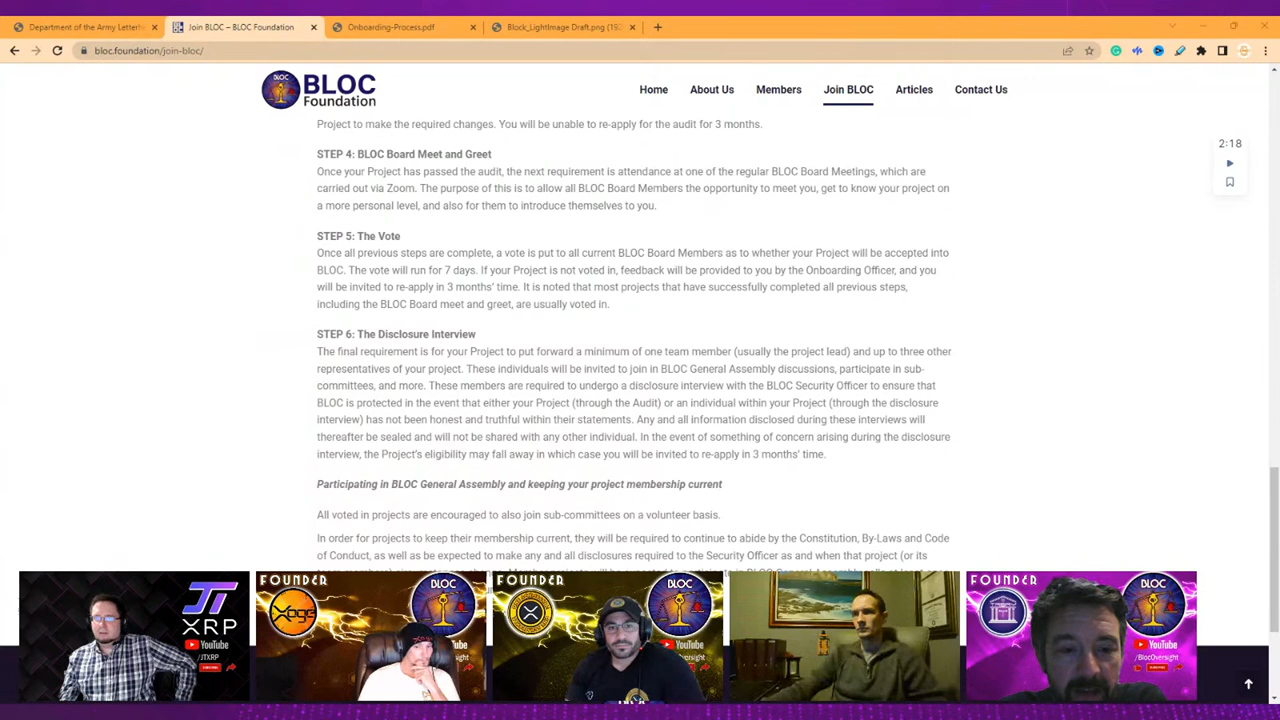 Department of the Army Letterh
Join BLOC – BLOC Foundation
Onboarding-Process.pdf
Block_LightImage Draft.png (192
bloc.foundation/join-bloc/
BLOC
BLOC
Foundation
Home
About Us
Members
Join BLOC
Articles
Contact Us
Project to make the required changes. You will be unable to re-apply for the audit for 3 months.
2:18
STEP 4: BLOC Board Meet and Greet
Once your Project has passed the audit, the next requirement is attendance at one of the regular BLOC Board Meetings, which are
carried out via Zoom. The purpose of this is to allow all BLOC Board Members the opportunity to meet you, get to know your project on
a more personal level, and also for them to introduce themselves to you.
STEP 5: The Vote
Once all previous steps are complete, a vote is put to all current BLOC Board Members as to whether your Project will be accepted into
BLOC. The vote will run for 7 days. If your Project is not voted in, feedback will be provided to you by the Onboarding Officer, and you
will be invited to re-apply in 3 months' time. It is noted that most projects that have successfully completed all previous steps,
including the BLOC Board meet and greet, are usually voted in.
STEP 6: The Disclosure Interview
The final requirement is for your Project to put forward a minimum of one team member (usually the project lead) and up to three other
representatives of your project. These individuals will be invited to join in BLOC General Assembly discussions, participate in sub-
committees, and more. These members are required to undergo a disclosure interview with the BLOC Security Officer to ensure that
BLOC is protected in the event that either your Project (through the Audit) or an individual within your Project (through the disclosure
interview) has not been honest and truthful within their statements. Any and all information disclosed during these interviews will
thereafter be sealed and will not be shared with any other individual. In the event of something of concern arising during the disclosure
interview, the Project's eligibility may fall away in which case you will be invited to re-apply in 3 months' time.
Participating in BLOC General Assembly and keeping your project membership current
All voted in projects are encouraged to also join sub-committees on a volunteer basis.
In order for projects to keep their membership current, they will be required to continue to abide by the Constitution, By-Laws and Code
of Conduct, as well as be expected to make any and all disclosures required to the Security Officer as and when that project (or its
JT
XRP
YouTube
/JTXRP
SUBSCRIBE
FOUNDER
Xoge
BLOC
YouTube
FOUNDER
BLOC
YouTube
FOUNDER
BLOC
YouTube
/BlocOversight